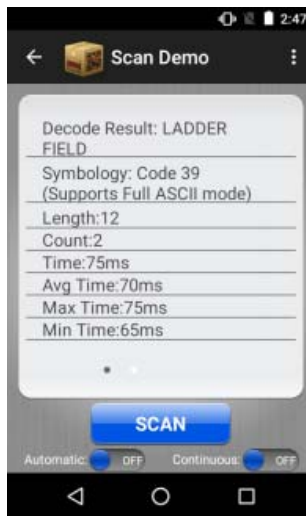 2:47
Scan Demo
Decode Result: LADDER
FIELD
Symbology: Code 39
(Supports Full ASCII mode)
Length:12
Count:2
Time:75ms
Avg Time:70ms
Max Time:75ms
Min Time:65ms
SCAN
Automatic: OFF Continuous: OFF